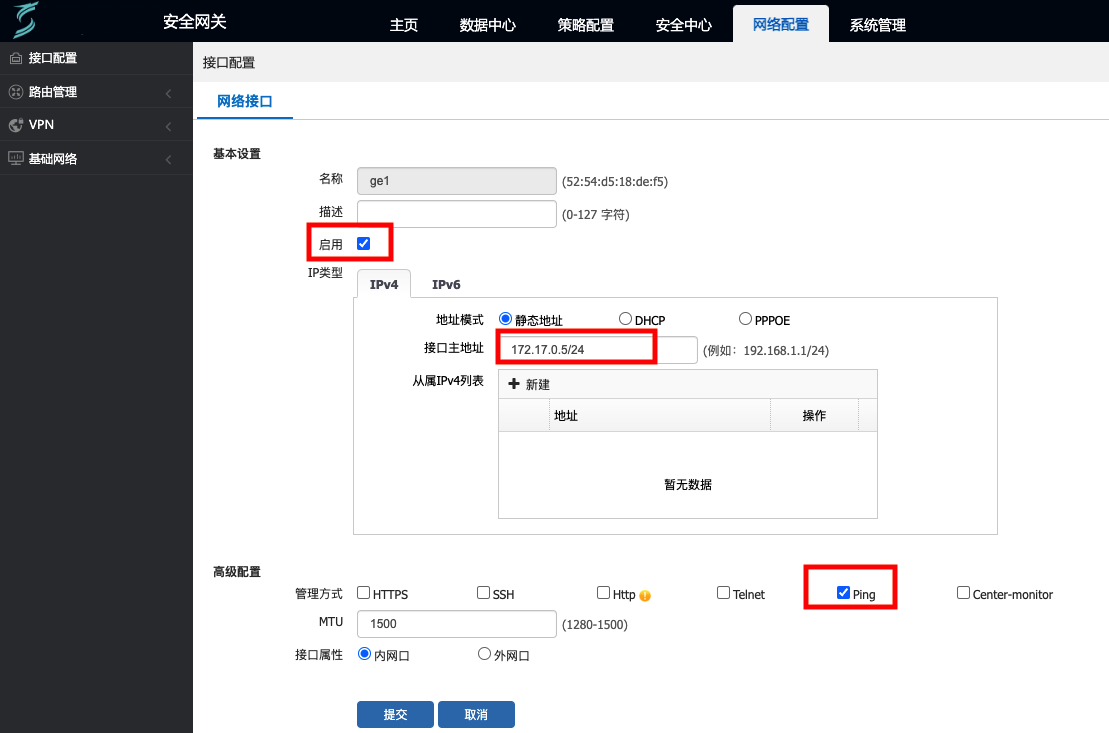 安全网关
主页 数据中心 策略配置 安全中心 网络配置 系统管理
接口配置
路由管理
VPN
基础网络
接口配置
网络接口
基本设置
名称 ge1 (52:54:d5:18:de:f5)
描述 (0-127 字符)
启用
IP类型 IPv4 IPv6
地址模式 静态地址 DHCP PPPOE
接口主地址 172.17.0.5/24 (例如：192.168.1.1/24)
从属IPv4列表 新建
地址 操作
暂无数据
高级配置
管理方式 HTTPS SSH Http Telnet Ping Center-monitor
MTU 1500 (1280-1500)
接口属性 内网口 外网口
提交 取消